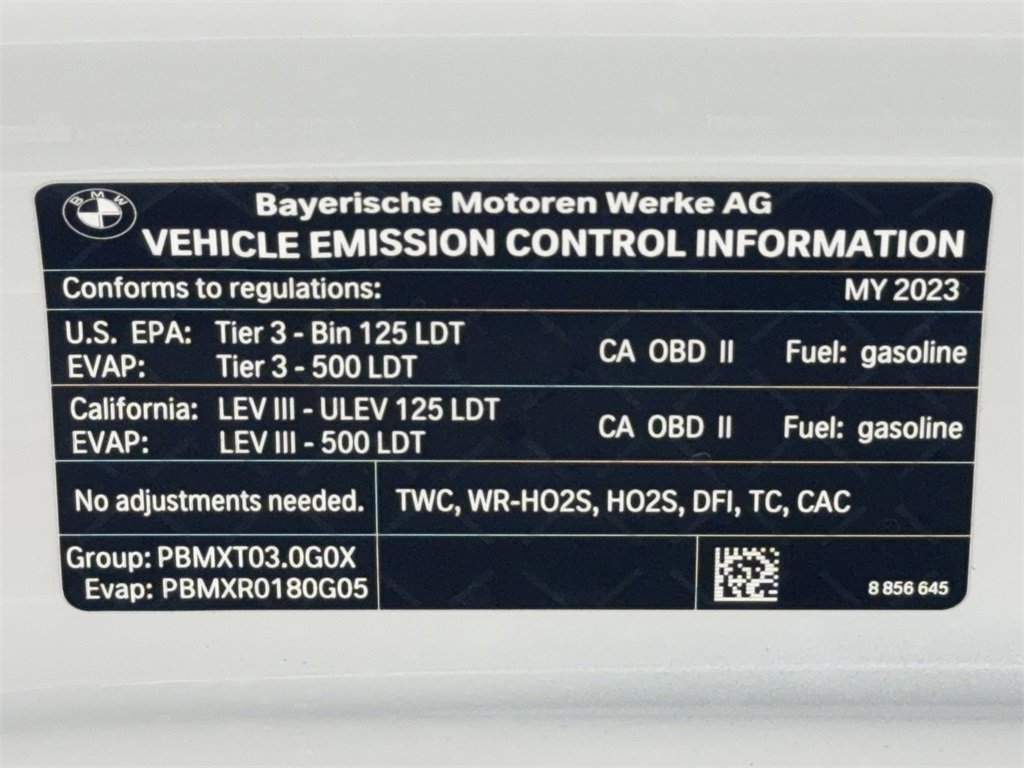 BMW
Bayerische Motoren Werke AG
VEHICLE EMISSION CONTROL INFORMATION
Conforms to regulations: MY 2023
U.S. EPA: Tier 3 - Bin 125 LDT
EVAP: Tier 3 - 500 LDT
CA OBD II Fuel: gasoline
California: LEV III - ULEV 125 LDT
EVAP: LEV III - 500 LDT
CA OBD II Fuel: gasoline
No adjustments needed. TWC, WR-HO2S, HO2S, DFI, TC, CAC
Group: PBMXT03.0G0X
Evap: PBMXR0180G05
8 856 645